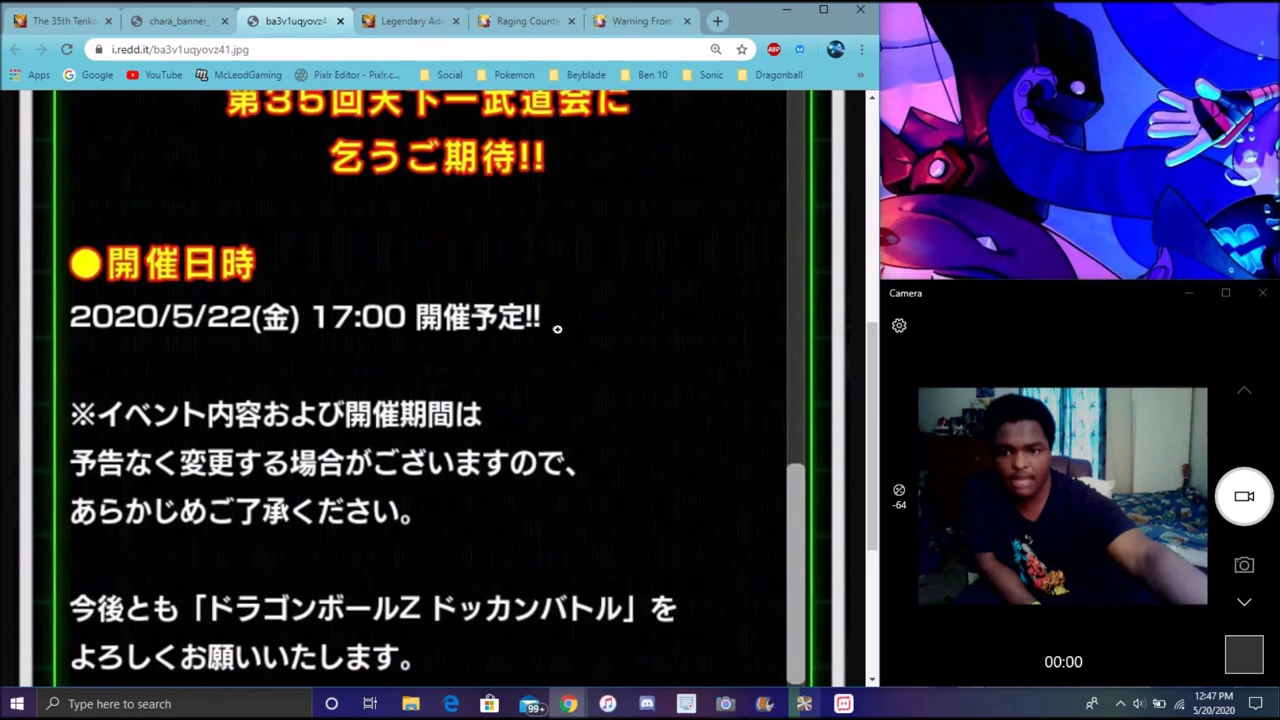 The 35th Tenka
chara_banner_
ba3v1uqyovz4
Legendary Adv
Raging Counte
Warning From
i.redd.it/ba3v1uqyovz41.jpg
ABP
Apps
Google
YouTube
McLeodGaming
Pixlr Editor - Pixlr.c...
Social
Pokemon
Beyblade
Ben 10
Sonic
Dragonball
»
第35回天下一武道会に
乞うご期待!!
●開催日時
2020/5/22(金) 17:00 開催予定!!
※イベント内容および開催期間は
予告なく変更する場合がございますので、
あらかじめご了承ください。
今後とも「ドラゴンボールZ ドッカンバトル」を
よろしくお願いいたします。
Camera
-64
00:00
Type here to search
99+
12:47 PM
5/20/2020